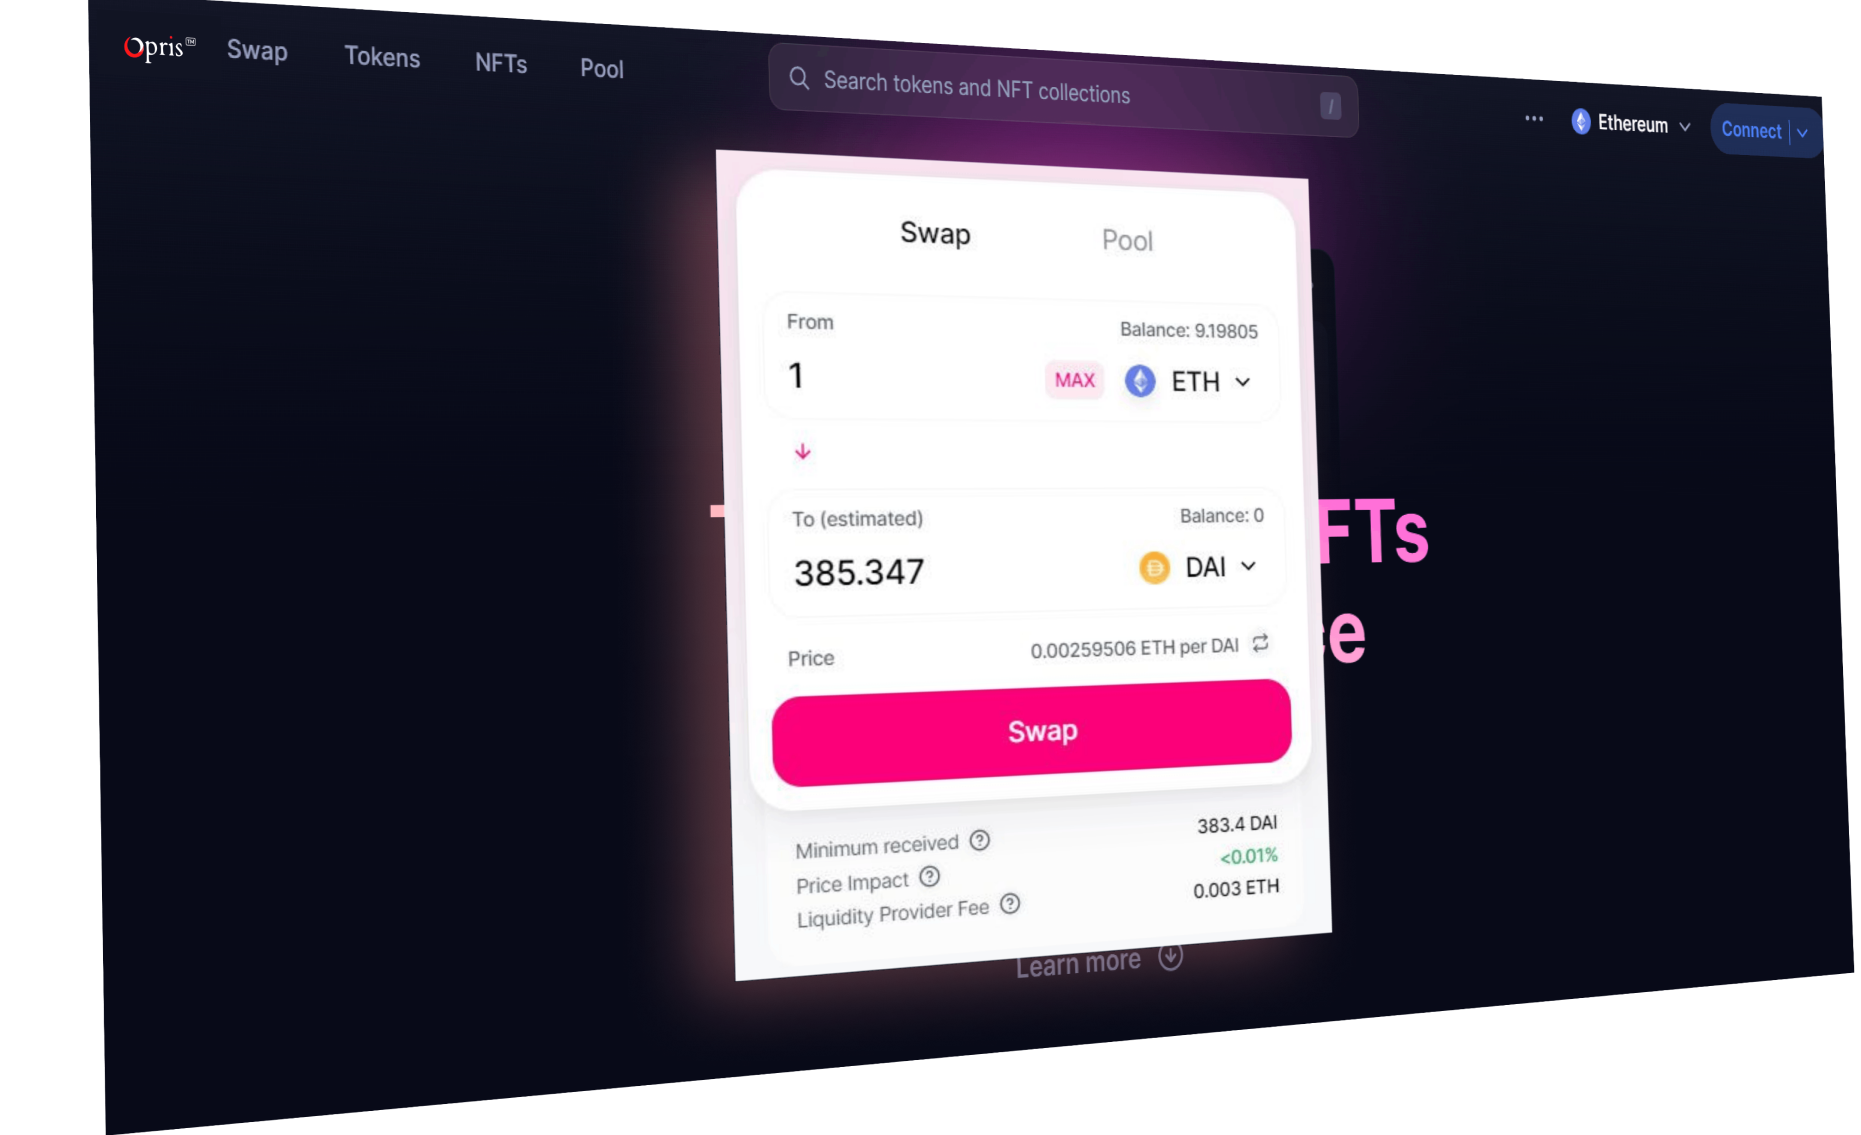 Opris™ Swap Tokens NFTs Pool Search tokens and NFT collections / ... Ethereum Connect
Swap Pool
From Balance: 9.19805
1 MAX ETH
To (estimated) Balance: 0
385.347 DAI
Price 0.00259506 ETH per DAI
Swap
Minimum received ? 383.4 DAI
Price Impact ? <0.01%
Liquidity Provider Fee ? 0.003 ETH
FTs
e
Learn more